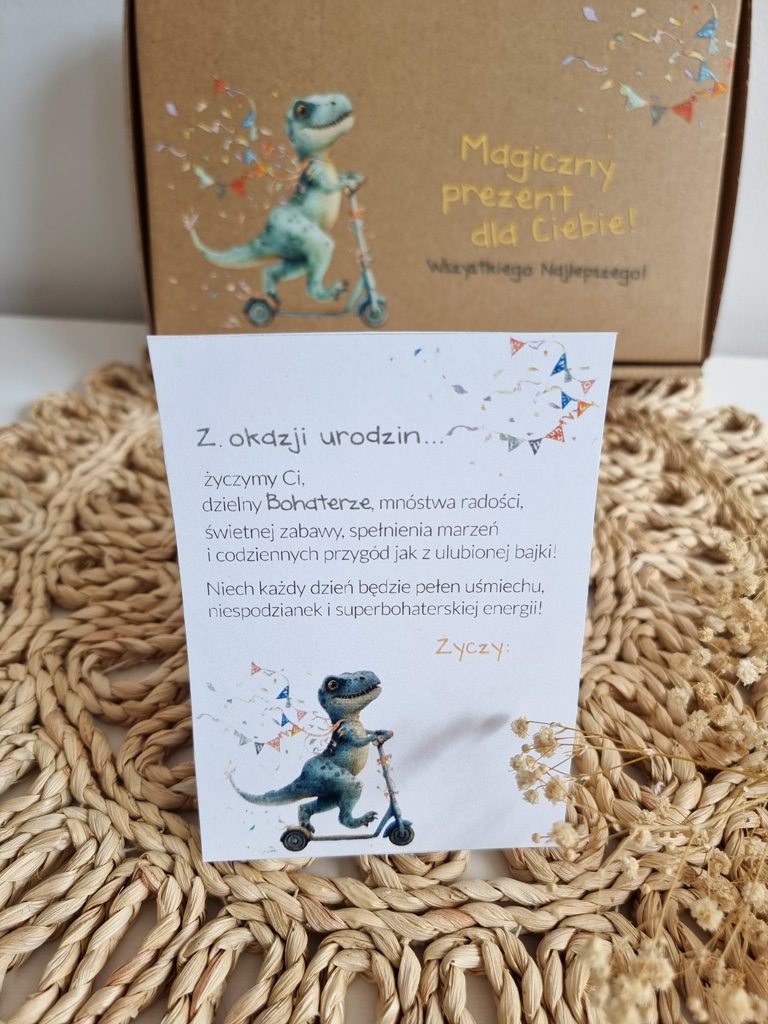 Magiczny
prezent
dla Ciebie!
Wszystkiego Najlepszego!
Z okazji urodzin...
życzymy Ci,
dzielny Bohaterze, mnóstwa radości,
świetnej zabawy, spełnienia marzeń
i codziennych przygód jak z ulubionej bajki!
Niech każdy dzień będzie pełen uśmiechu,
niespodzianek i superbohaterskiej energii!
Życzy: